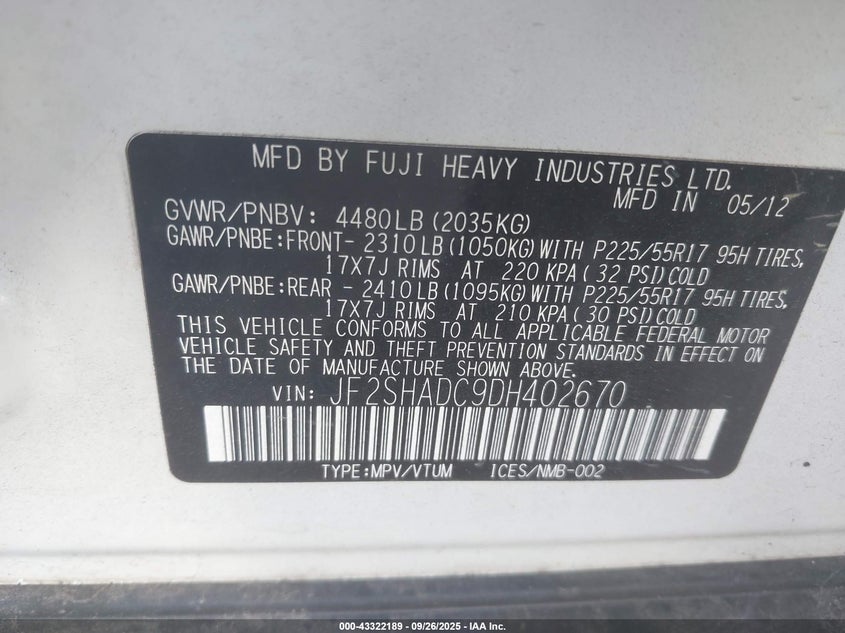 MFD BY FUJI HEAVY INDUSTRIES LTD.
MFD IN 05/12
GVWR/PNBV: 4480LB (2035KG)
GAWR/PNBE:FRONT- 2310LB (1050KG) WITH P225/55R17 95H TIRES,
17X7J RIMS AT 220 KPA ( 32 PSI) COLD
GAWR/PNBE:REAR - 2410LB (1095KG) WITH P225/55R17 95H TIRES,
17X7J RIMS AT 210 KPA ( 30 PSI) COLD
THIS VEHICLE CONFORMS TO ALL APPLICABLE FEDERAL MOTOR
VEHICLE SAFETY AND THEFT PREVENTION STANDARDS IN EFFECT ON
THE DATE OF MANUFACTURE SHOWN ABOVE.
VIN: JF2SHADC9DH402670
TYPE:MPV/VTUM ICES/NMB-002
000-43322189 - 09/26/2025 - IAA Inc.